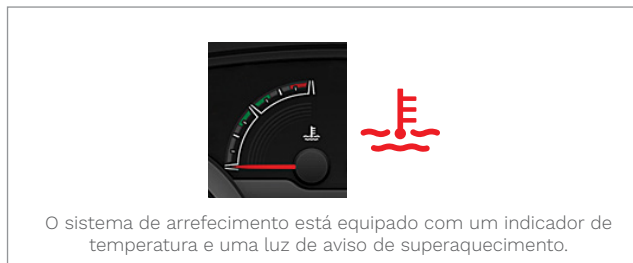 O sistema de arrefecimento está equipado com um indicador de
temperatura e uma luz de aviso de superaquecimento.